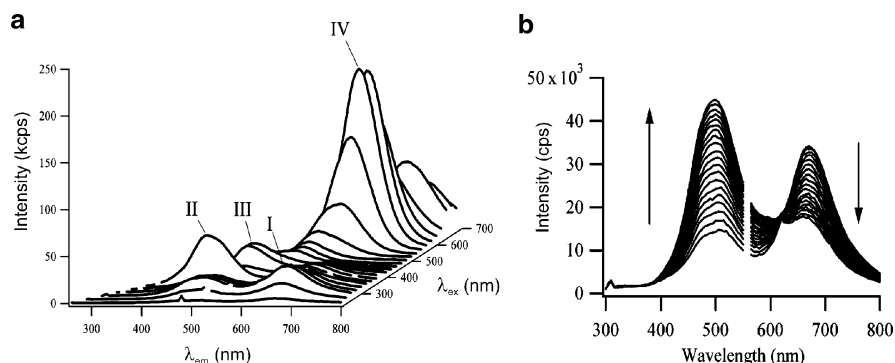 a
IV
250
200
150
100
50
0
Intensity (kcps)
II
III
I
700
600
500
400
300
λex (nm)
300
400
500
600
700
800
λem (nm)
b
50 x 10³
40
30
20
10
0
Intensity (cps)
300
400
500
600
700
800
Wavelength (nm)